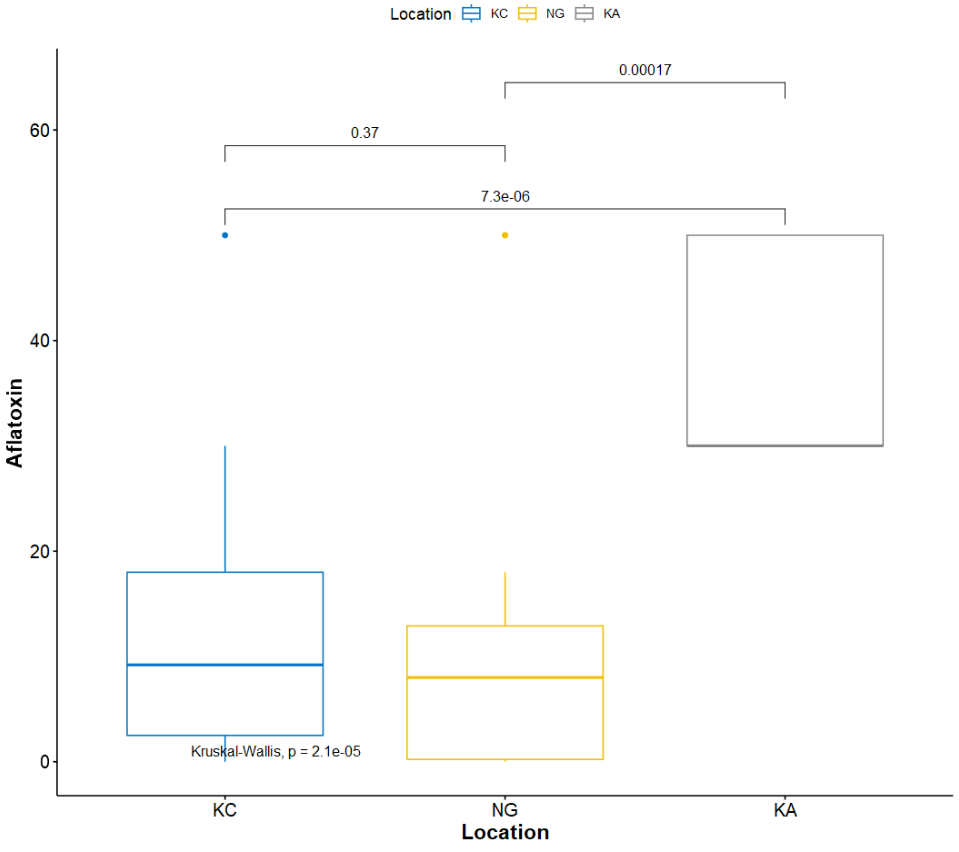 Location KC NG KA
0.00017
60
0.37
7.3e-06
40
Aflatoxin
20
Kruskal-Wallis, p = 2.1e-05
0
KC NG KA
Location